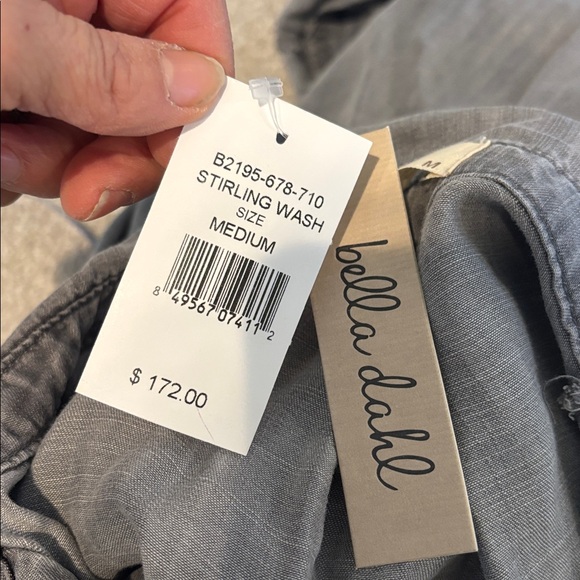 B2195-678-710
STIRLING WASH
SIZE
MEDIUM
8 49567 07411 2
$ 172.00
bella dahl
M